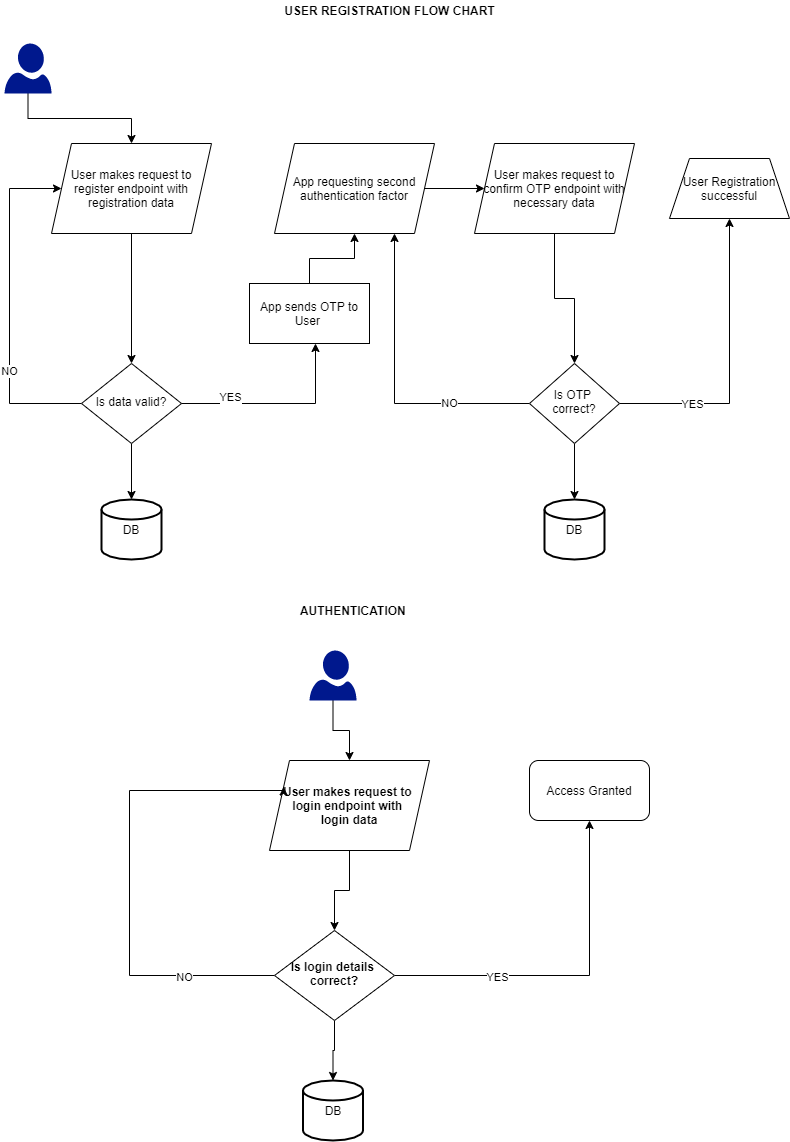 USER REGISTRATION FLOW CHART
User makes request to
register endpoint with
registration data
App requesting second
authentication factor
User makes request to
confirm OTP endpoint with
necessary data
User Registration
successful
App sends OTP to
User
NO
Is data valid?
YES
NO
Is OTP
correct?
YES
DB
DB
AUTHENTICATION
User makes request to
login endpoint with
login data
Access Granted
Is login details
correct?
NO
YES
DB